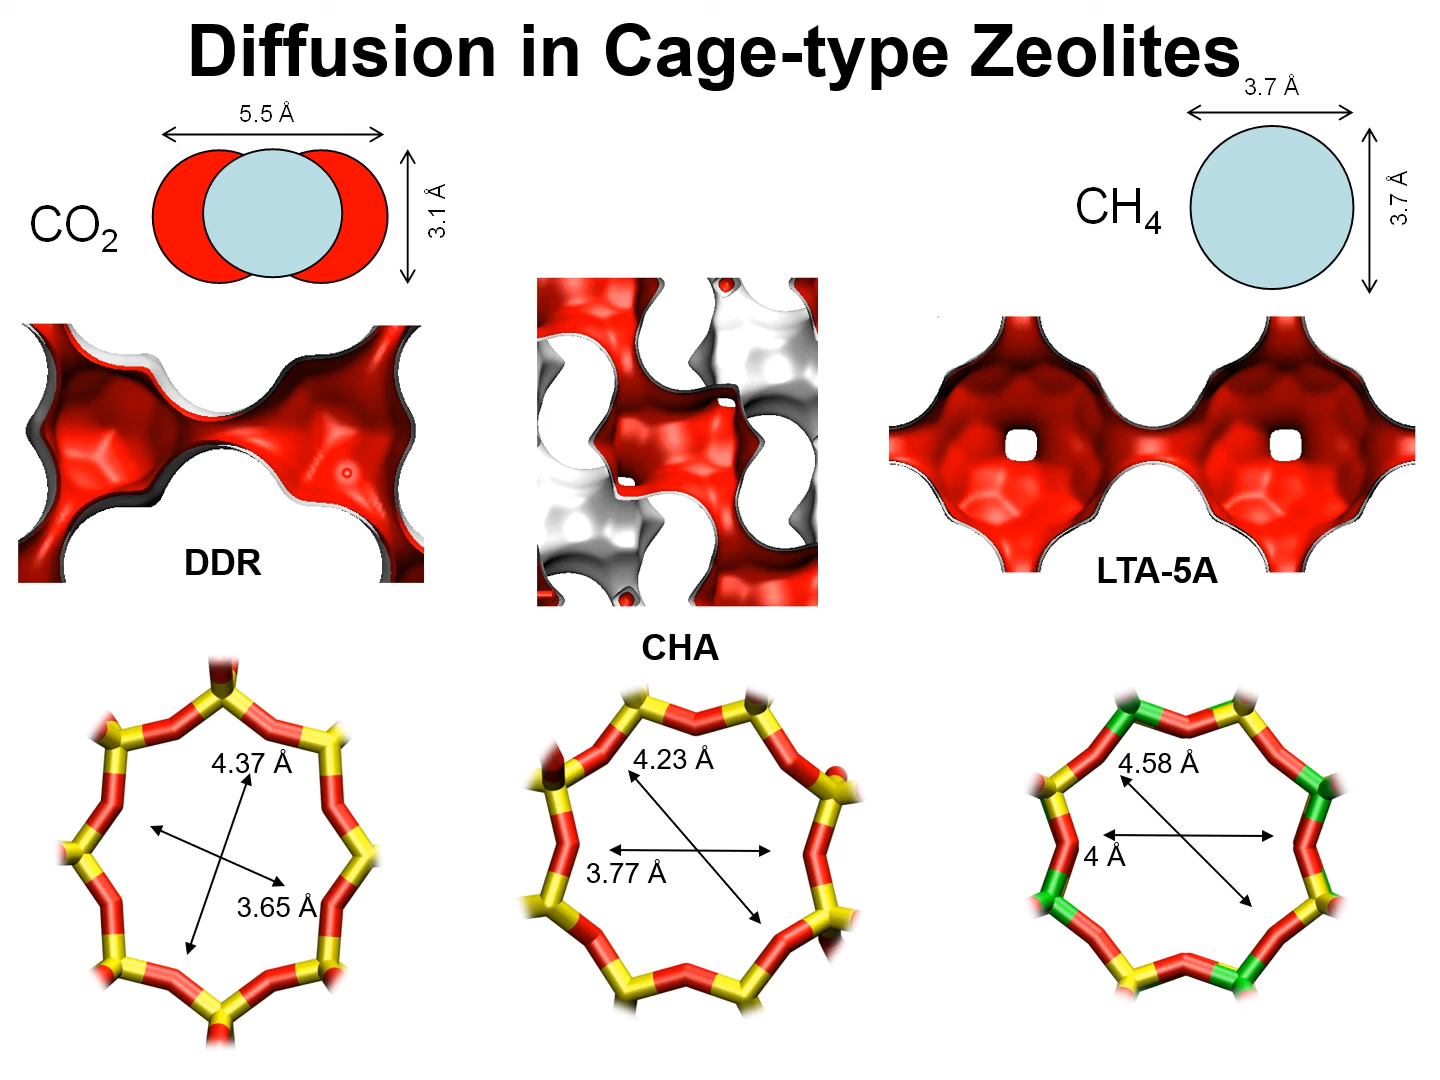 Diffusion in Cage-type Zeolites
5.5 Å
CO2
3.1 Å
3.7 Å
CH4
3.7 Å
DDR
CHA
LTA-5A
4.37 Å
3.65 Å
4.23 Å
3.77 Å
4.58 Å
4 Å